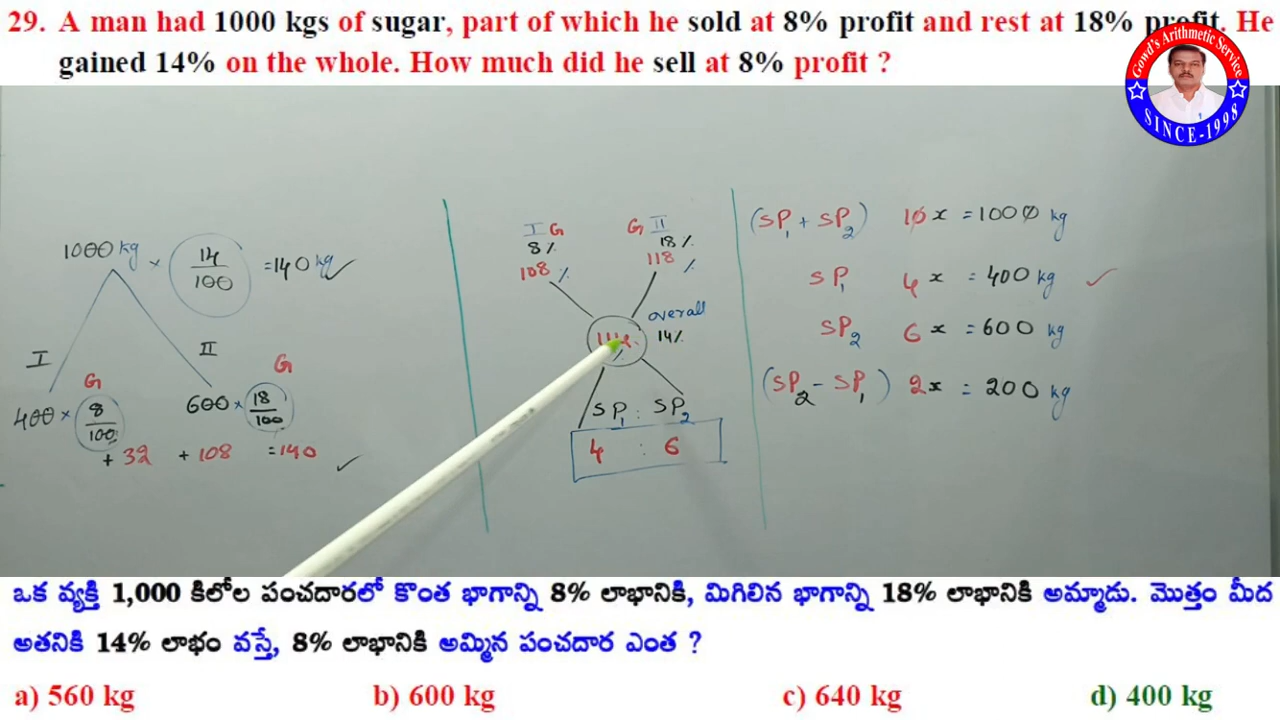 29. A man had 1000 kgs of sugar, part of which he sold at 8% profit and rest at 18% profit. He
gained 14% on the whole. How much did he sell at 8% profit ?
Gowd's Arithmetic Service
SINCE-1998
1000 kg × 14/100 = 140 kg ✓
I
II
G
G
400 × 8/100
600 × 18/100
+ 32 + 108 = 140 ✓
I G
G II
8%
18%
108 %
118 %
overall
14%
SP₁ : SP₂
4 : 6
(SP₁ + SP₂) 10x = 1000 kg
SP₁ 4x = 400 kg ✓
SP₂ 6x = 600 kg
(SP₂ - SP₁) 2x = 200 kg
ఒక వ్యక్తి 1,000 కిలోల పంచదారలో కొంత భాగాన్ని 8% లాభానికి, మిగిలిన భాగాన్ని 18% లాభానికి అమ్మాడు. మొత్తం మీద
అతనికి 14% లాభం వస్తే, 8% లాభానికి అమ్మిన పంచదార ఎంత ?
a) 560 kg b) 600 kg c) 640 kg d) 400 kg